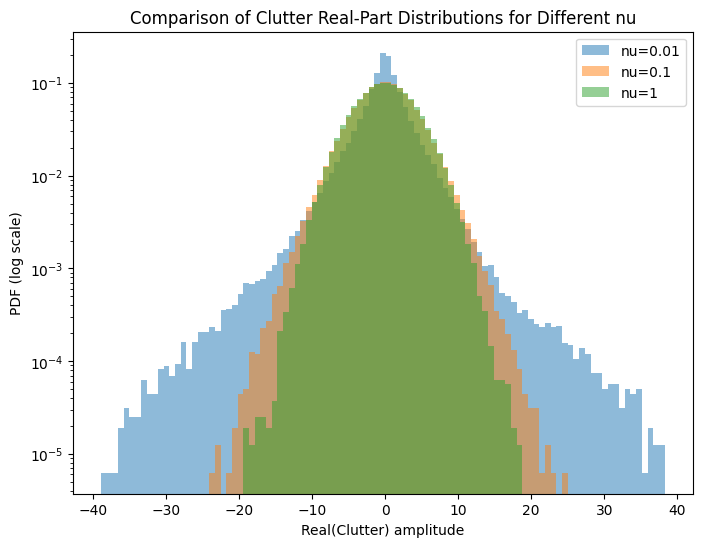 Comparison of Clutter Real-Part Distributions for Different nu
nu=0.01
nu=0.1
nu=1
PDF (log scale)
10⁻¹
10⁻²
10⁻³
10⁻⁴
10⁻⁵
−40 −30 −20 −10 0 10 20 30 40
Real(Clutter) amplitude